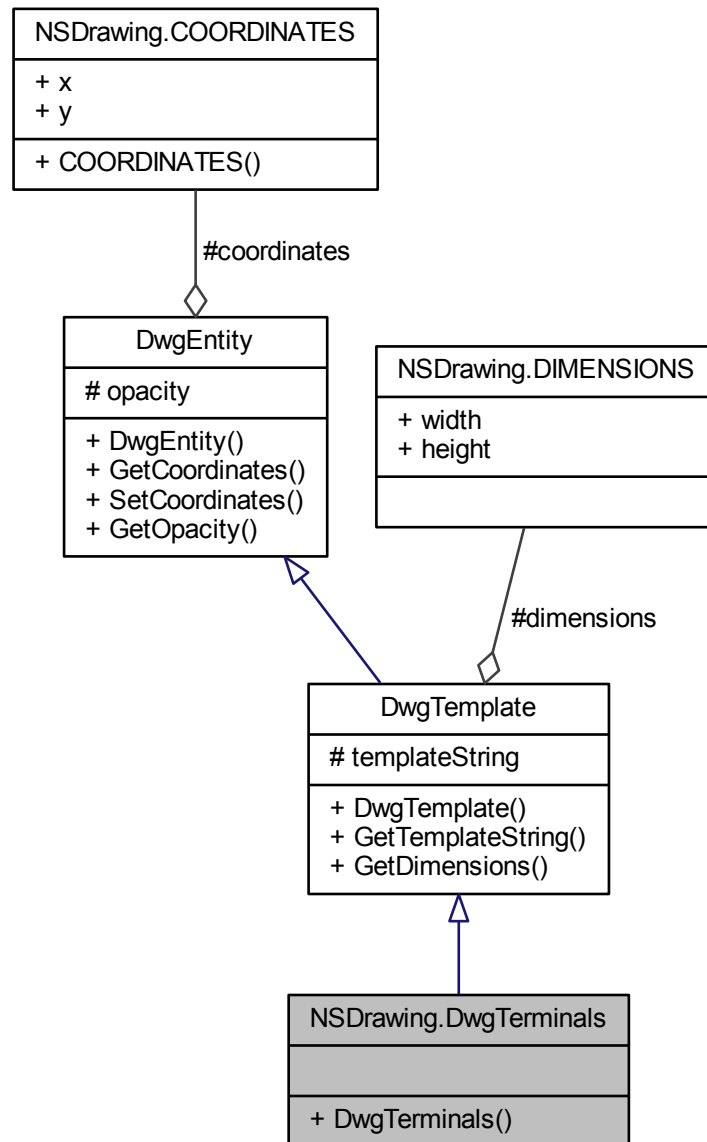 NSDrawing.COORDINATES
+ x
+ y
+ COORDINATES()
#coordinates
DwgEntity
# opacity
+ DwgEntity()
+ GetCoordinates()
+ SetCoordinates()
+ GetOpacity()
NSDrawing.DIMENSIONS
+ width
+ height
#dimensions
DwgTemplate
# templateString
+ DwgTemplate()
+ GetTemplateString()
+ GetDimensions()
NSDrawing.DwgTerminals
+ DwgTerminals()